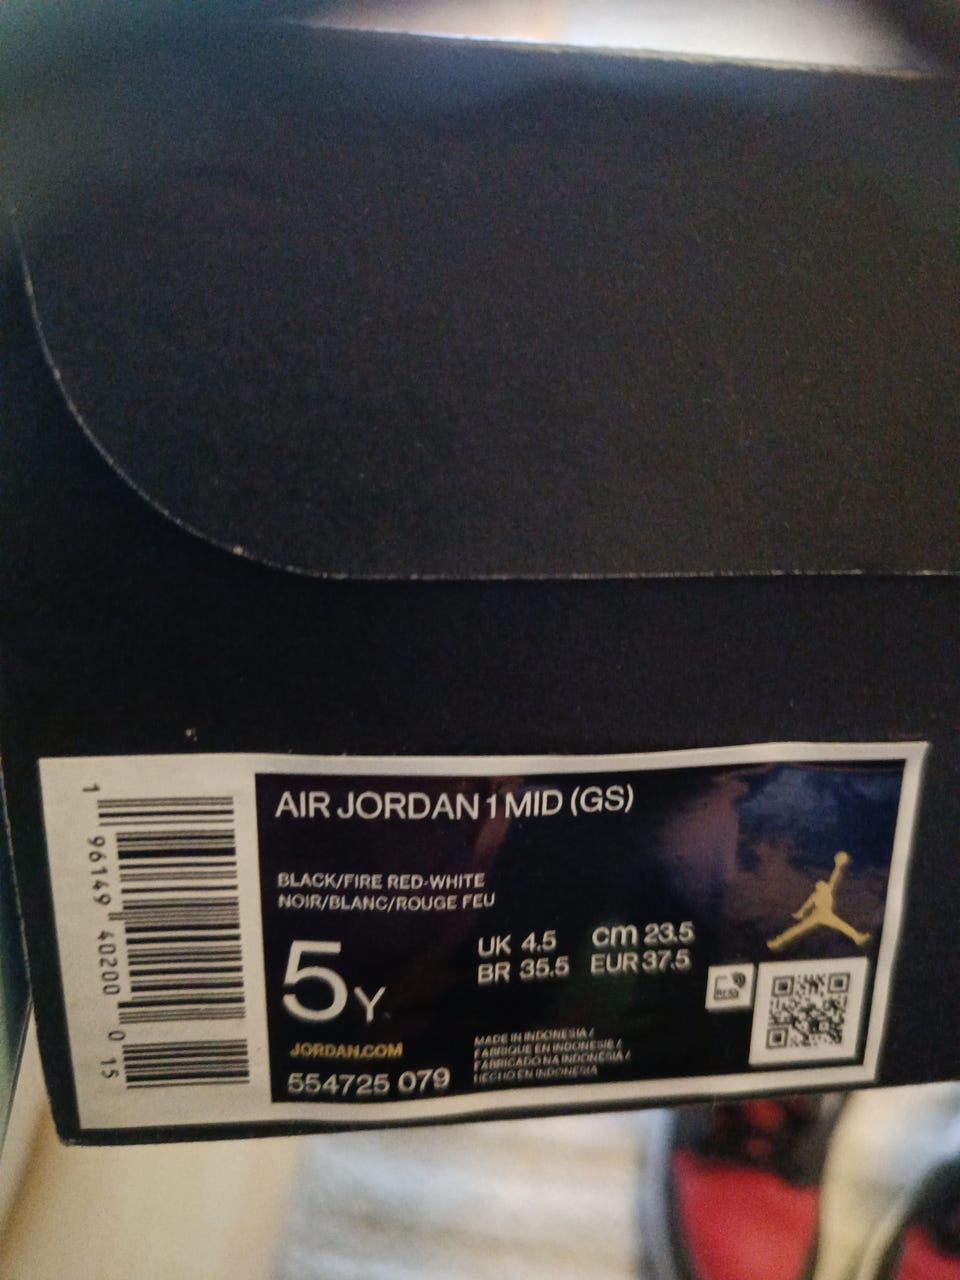 AIR JORDAN 1 MID (GS)
BLACK/FIRE RED-WHITE
NOIR/BLANC/ROUGE FEU
5Y
UK 4.5 cm 23.5
BR 35.5 EUR 37.5
JORDAN.COM
554725 079
MADE IN INDONESIA /
FABRIQUE EN INDONESIE /
FABRICADO NA INDONESIA /
HECHO EN INDONESIA
1 96149 40200 0 15